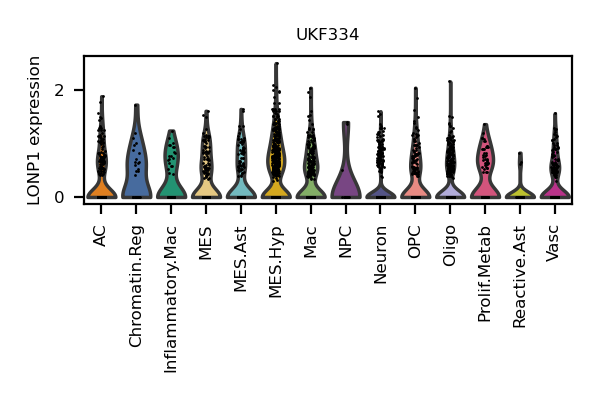 UKF334
LONP1 expression
2
0
AC
Chromatin.Reg
Inflammatory.Mac
MES
MES.Ast
MES.Hyp
Mac
NPC
Neuron
OPC
Oligo
Prolif.Metab
Reactive.Ast
Vasc